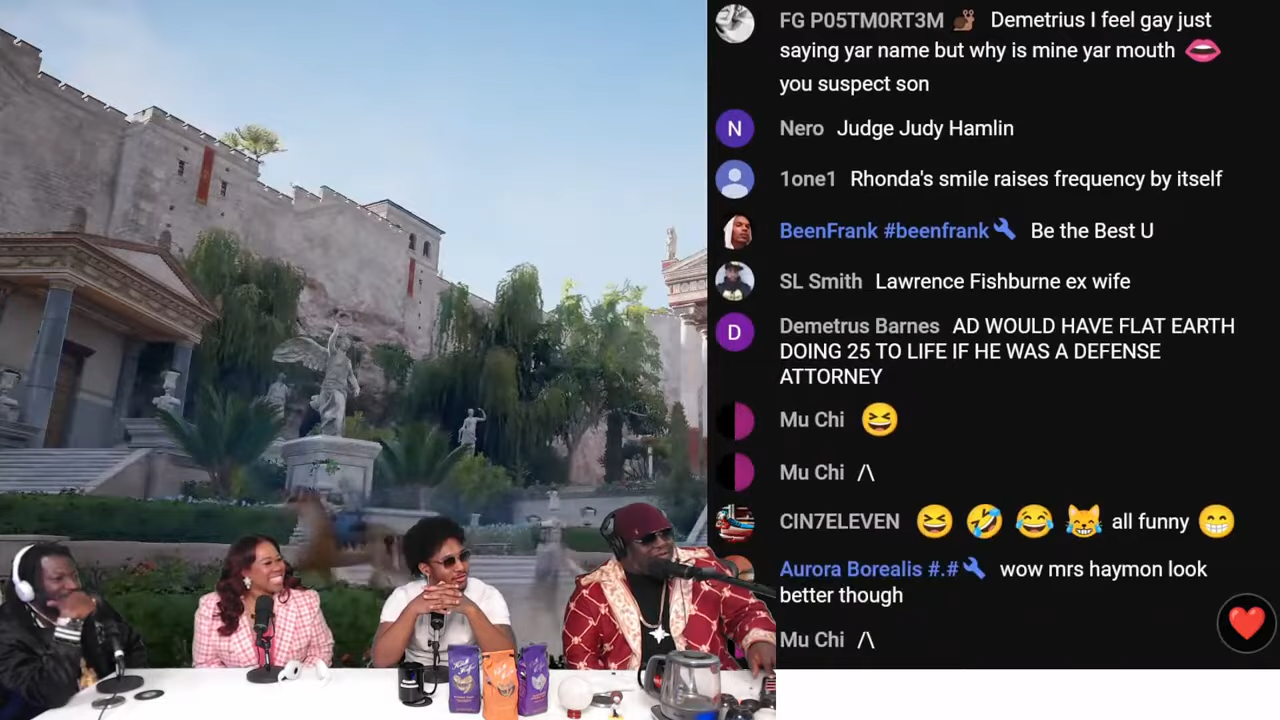 FG P05TM0RT3M 🐌 Demetrius I feel gay just
saying yar name but why is mine yar mouth 👄
you suspect son
Nero Judge Judy Hamlin
1one1 Rhonda's smile raises frequency by itself
BeenFrank #beenfrank🔧 Be the Best U
SL Smith Lawrence Fishburne ex wife
Demetrus Barnes AD WOULD HAVE FLAT EARTH
DOING 25 TO LIFE IF HE WAS A DEFENSE
ATTORNEY
Mu Chi 😆
Mu Chi /\
CIN7ELEVEN 😆 🤣 😂 😹 all funny 😁
Aurora Borealis #.#🔧 wow mrs haymon look
better though
Mu Chi /\
N
D